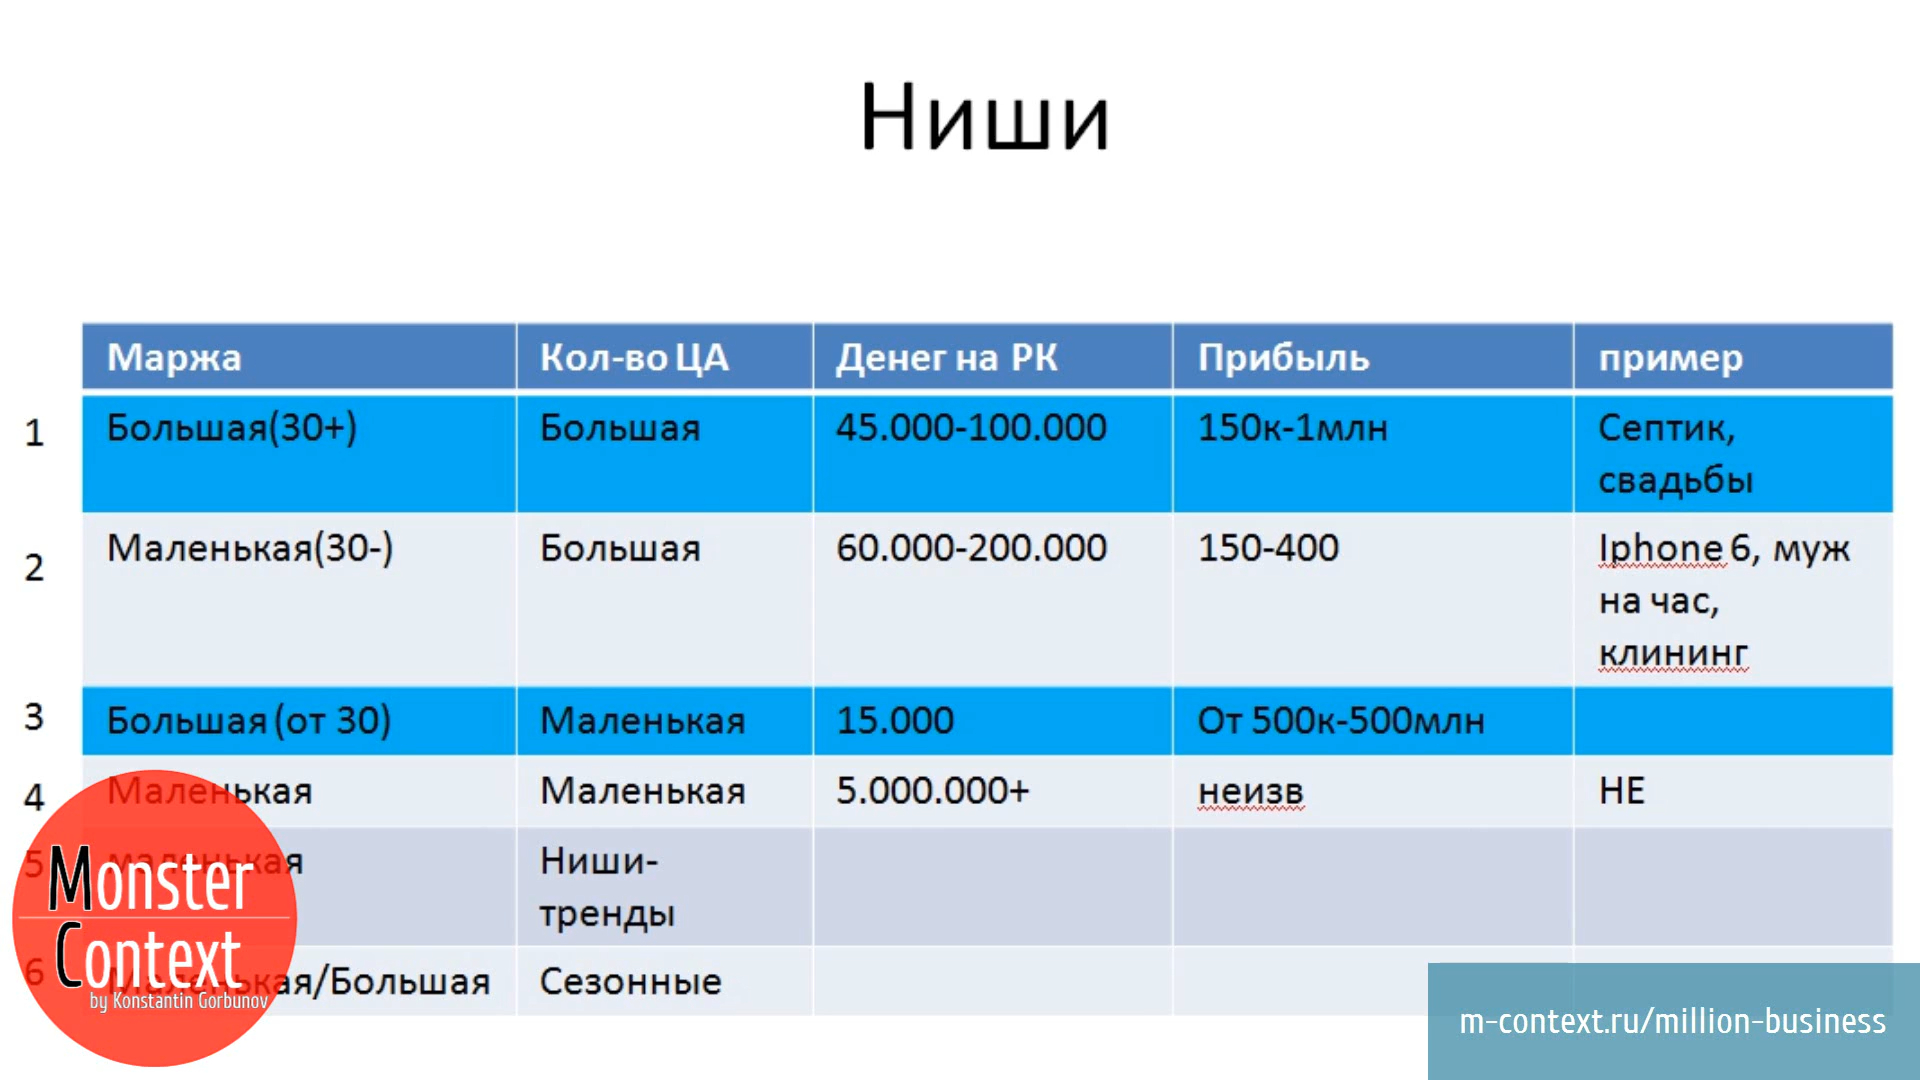 Ниши
Маржа Кол-во ЦА Денег на РК Прибыль пример
1 Большая(30+) Большая 45.000-100.000 150к-1млн Септик,
свадьбы
2 Маленькая(30-) Большая 60.000-200.000 150-400 Iphone 6, муж
на час,
клининг
3 Большая (от 30) Маленькая 15.000 От 500к-500млн
4 Маленькая Маленькая 5.000.000+ неизв НЕ
5 маленькая Ниши-
тренды
6 Маленькая/Большая Сезонные
Monster
Context
by Konstantin Gorbunov
m-context.ru/million-business